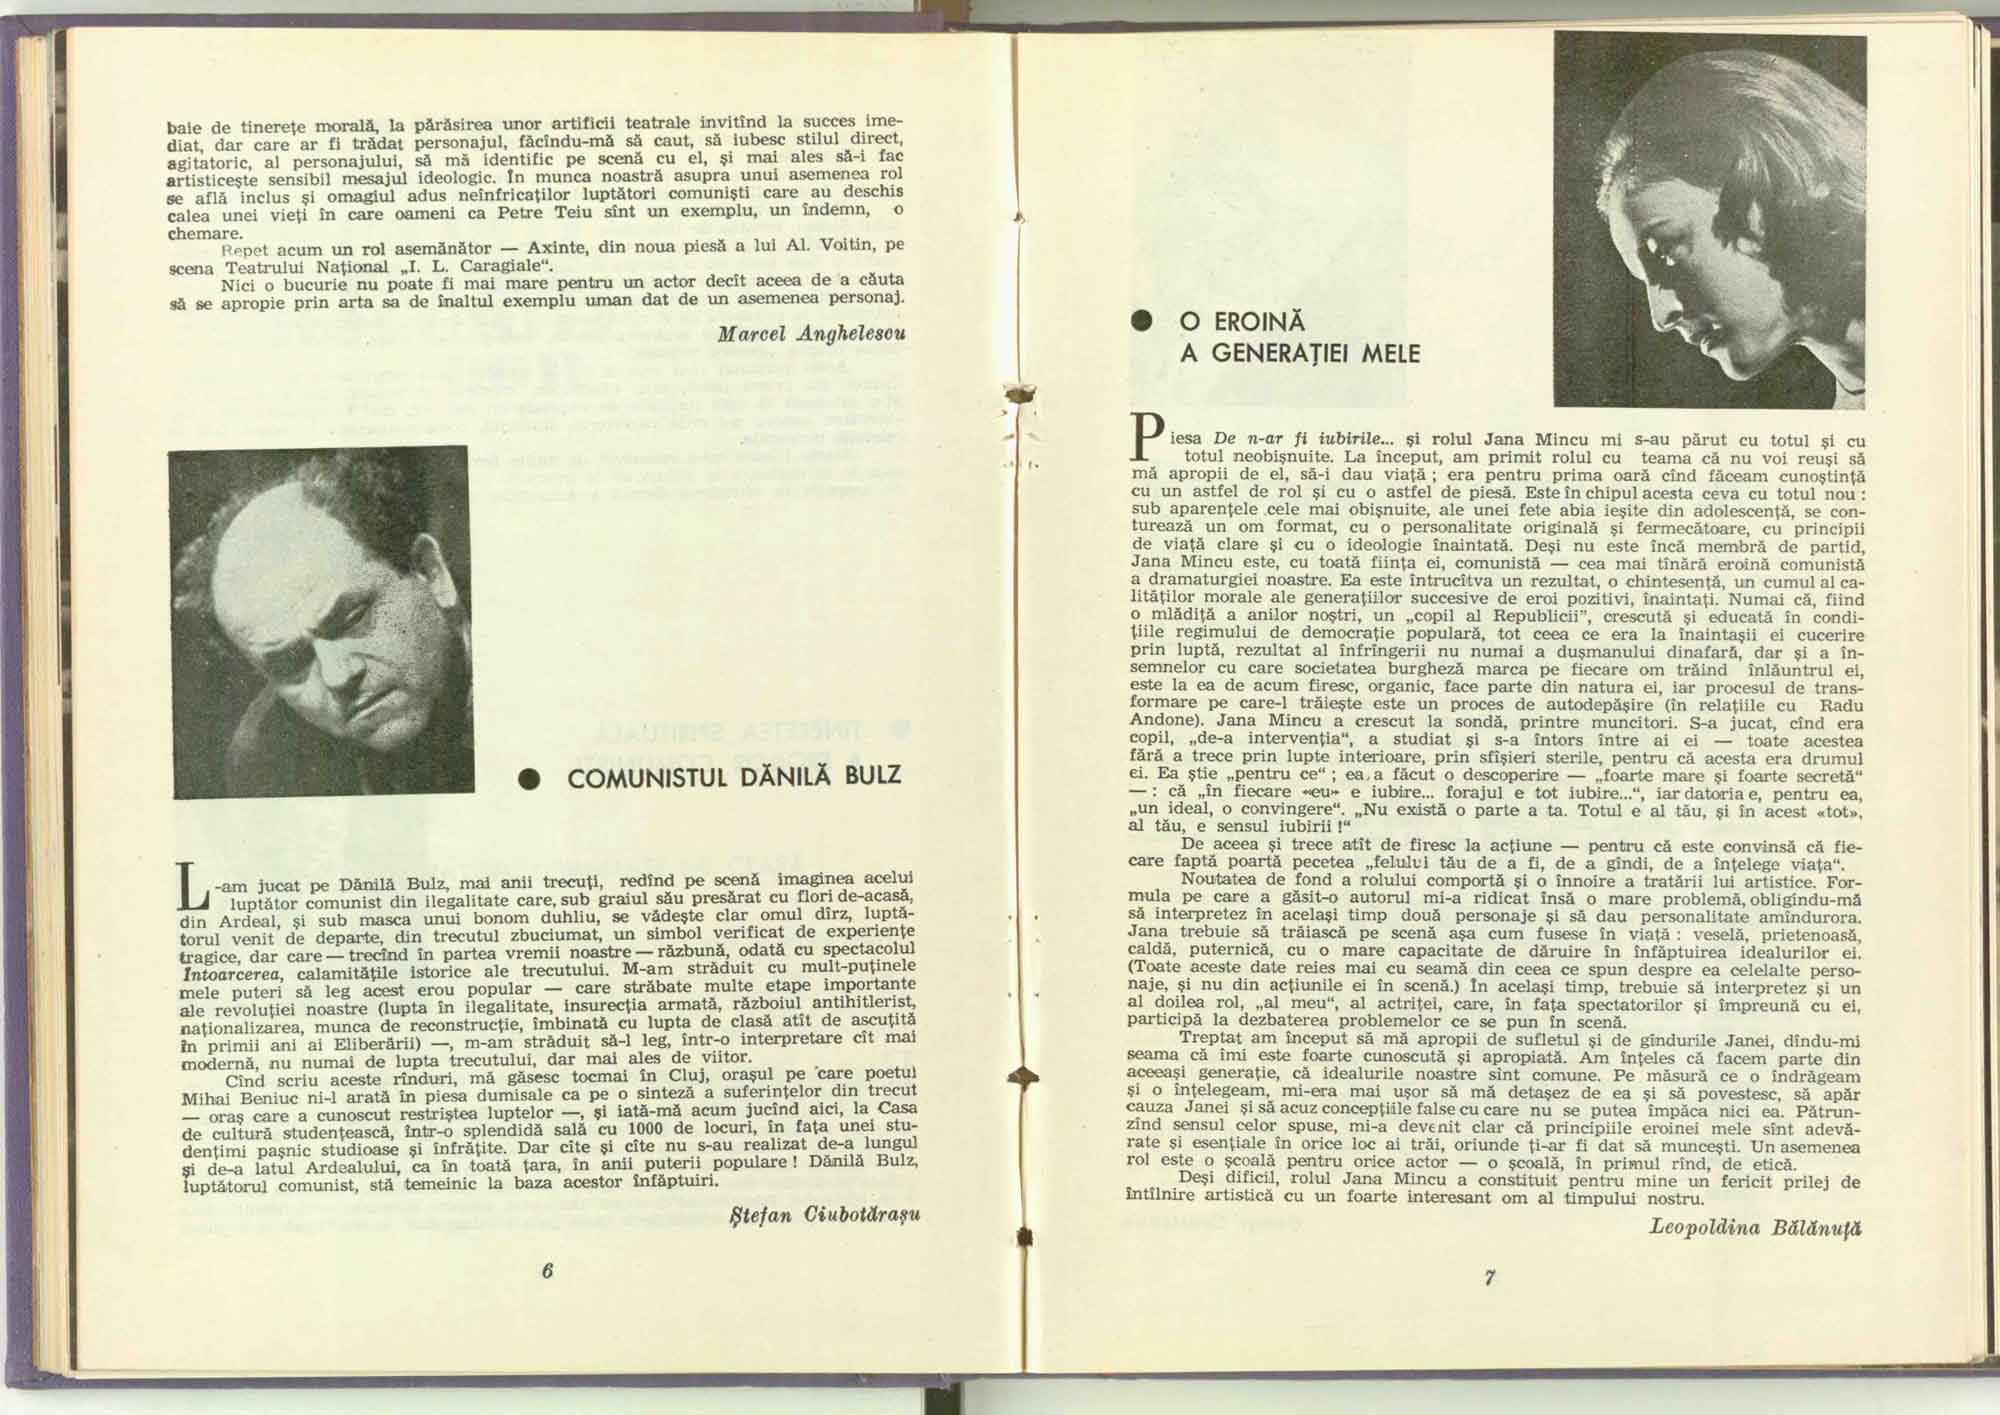 baie de tinerețe morală, la părăsirea unor artificii teatrale invitînd la succes ime-
diat, dar care ar fi trădat personajul, făcîndu-mă să caut, să iubesc stilul direct,
agitatoric, al personajului, să mă identific pe scenă cu el, și mai ales să-i fac
artisticește sensibil mesajul ideologic. În munca noastră asupra unui asemenea rol
se află inclus și omagiul adus neînfricaților luptători comuniști care au deschis
calea unei vieți în care oameni ca Petre Teiu sînt un exemplu, un îndemn, o
chemare.
Repet acum un rol asemănător — Axinte, din noua piesă a lui Al. Voitin, pe
scena Teatrului Național „I. L. Caragiale“.
Nici o bucurie nu poate fi mai mare pentru un actor decît aceea de a căuta
să se apropie prin arta sa de înaltul exemplu uman dat de un asemenea personaj.
Marcel Anghelescu
● COMUNISTUL DĂNILĂ BULZ
L-am jucat pe Dănilă Bulz, mai anii trecuți, redînd pe scenă imaginea acelui
luptător comunist din ilegalitate care, sub graiul său presărat cu flori de-acasă,
din Ardeal, și sub masca unui bonom duhliu, se vădește clar omul dîrz, luptă-
torul venit de departe, din trecutul zbuciumat, un simbol verificat de experiențe
tragice, dar care — trecînd în partea vremii noastre — răzbună, odată cu spectacolul
Întoarcerea, calamitățile istorice ale trecutului. M-am străduit cu mult-puținele
mele puteri să leg acest erou popular — care străbate multe etape importante
ale revoluției noastre (lupta în ilegalitate, insurecția armată, războiul antihitlerist,
naționalizarea, munca de reconstrucție, îmbinată cu lupta de clasă atît de ascuțită
în primii ani ai Eliberării) —, m-am străduit să-l leg, într-o interpretare cît mai
modernă, nu numai de lupta trecutului, dar mai ales de viitor.
Cînd scriu aceste rînduri, mă găsesc tocmai în Cluj, orașul pe care poetul
Mihai Beniuc ni-l arată în piesa dumisale ca pe o sinteză a suferințelor din trecut
— oraș care a cunoscut restriștea luptelor —, și iată-mă acum jucînd aici, la Casa
de cultură studențească, într-o splendidă sală cu 1000 de locuri, în fața unei stu-
dențimi pașnic studioase și înfrățite. Dar cîte și cîte nu s-au realizat de-a lungul
și de-a latul Ardealului, ca în toată țara, în anii puterii populare ! Dănilă Bulz,
luptătorul comunist, stă temeinic la baza acestor înfăptuiri.
Ștefan Ciubotărașu
6
● O EROINĂ
A GENERAȚIEI MELE
Piesa De n-ar fi iubirile... și rolul Jana Mincu mi s-au părut cu totul și cu
totul neobișnuite. La început, am primit rolul cu teama că nu voi reuși să
mă apropii de el, să-i dau viață ; era pentru prima oară cînd făceam cunoștință
cu un astfel de rol și cu o astfel de piesă. Este în chipul acesta ceva cu totul nou :
sub aparențele cele mai obișnuite, ale unei fete abia ieșite din adolescență, se con-
turează un om format, cu o personalitate originală și fermecătoare, cu principii
de viață clare și cu o ideologie înaintată. Deși nu este încă membră de partid,
Jana Mincu este, cu toată ființa ei, comunistă — cea mai tînără eroină comunistă
a dramaturgiei noastre. Ea este întrucîtva un rezultat, o chintesență, un cumul al ca-
lităților morale ale generațiilor succesive de eroi pozitivi, înaintați. Numai că, fiind
o mlădiță a anilor noștri, un „copil al Republicii”, crescută și educată în condi-
țiile regimului de democrație populară, tot ceea ce era la înaintașii ei cucerire
prin luptă, rezultat al înfrîngerii nu numai a dușmanului dinafară, dar și a în-
semnelor cu care societatea burgheză marca pe fiecare om trăind înlăuntrul ei,
este la ea de acum firesc, organic, face parte din natura ei, iar procesul de trans-
formare pe care-l trăiește este un proces de autodepășire (în relațiile cu Radu
Andone). Jana Mincu a crescut la sondă, printre muncitori. S-a jucat, cînd era
copil, „de-a intervenția“, a studiat și s-a întors între ai ei — toate acestea
fără a trece prin lupte interioare, prin sfîșieri sterile, pentru că acesta era drumul
ei. Ea știe „pentru ce“ ; ea a făcut o descoperire — „foarte mare și foarte secretă“
— : că „în fiecare «eu» e iubire... forajul e tot iubire...“, iar datoria e, pentru ea,
„un ideal, o convingere“. „Nu există o parte a ta. Totul e al tău, și în acest «tot»,
al tău, e sensul iubirii !“
De aceea și trece atît de firesc la acțiune — pentru că este convinsă că fie-
care faptă poartă pecetea „felului tău de a fi, de a gîndi, de a înțelege viața“.
Noutatea de fond a rolului comportă și o înnoire a tratării lui artistice. For-
mula pe care a găsit-o autorul mi-a ridicat însă o mare problemă, obligîndu-mă
să interpretez în același timp două personaje și să dau personalitate amîndurora.
Jana trebuie să trăiască pe scenă așa cum fusese în viață : veselă, prietenoasă,
caldă, puternică, cu o mare capacitate de dăruire în înfăptuirea idealurilor ei.
(Toate aceste date reies mai cu seamă din ceea ce spun despre ea celelalte perso-
naje, și nu din acțiunile ei în scenă.) În același timp, trebuie să interpretez și un
al doilea rol, „al meu“, al actriței, care, în fața spectatorilor și împreună cu ei,
participă la dezbaterea problemelor ce se pun în scenă.
Treptat am început să mă apropii de sufletul și de gîndurile Janei, dîndu-mi
seama că îmi este foarte cunoscută și apropiată. Am înțeles că facem parte din
aceeași generație, că idealurile noastre sînt comune. Pe măsură ce o îndrăgeam
și o înțelegeam, mi-era mai ușor să mă detașez de ea și să povestesc, să apăr
cauza Janei și să acuz concepțiile false cu care nu se putea împăca nici ea. Pătrun-
zînd sensul celor spuse, mi-a devenit clar că principiile eroinei mele sînt adevă-
rate și esențiale în orice loc ai trăi, oriunde ți-ar fi dat să muncești. Un asemenea
rol este o școală pentru orice actor — o școală, în primul rînd, de etică.
Deși dificil, rolul Jana Mincu a constituit pentru mine un fericit prilej de
întîlnire artistică cu un foarte interesant om al timpului nostru.
Leopoldina Bălănuță
7